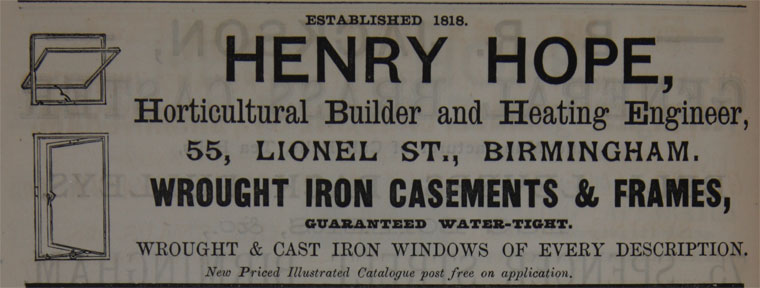 ESTABLISHED 1818.
HENRY HOPE,
Horticultural Builder and Heating Engineer,
55, LIONEL ST., BIRMINGHAM.
WROUGHT IRON CASEMENTS & FRAMES,
GUARANTEED WATER-TIGHT.
WROUGHT & CAST IRON WINDOWS OF EVERY DESCRIPTION.
New Priced Illustrated Catalogue post free on application.